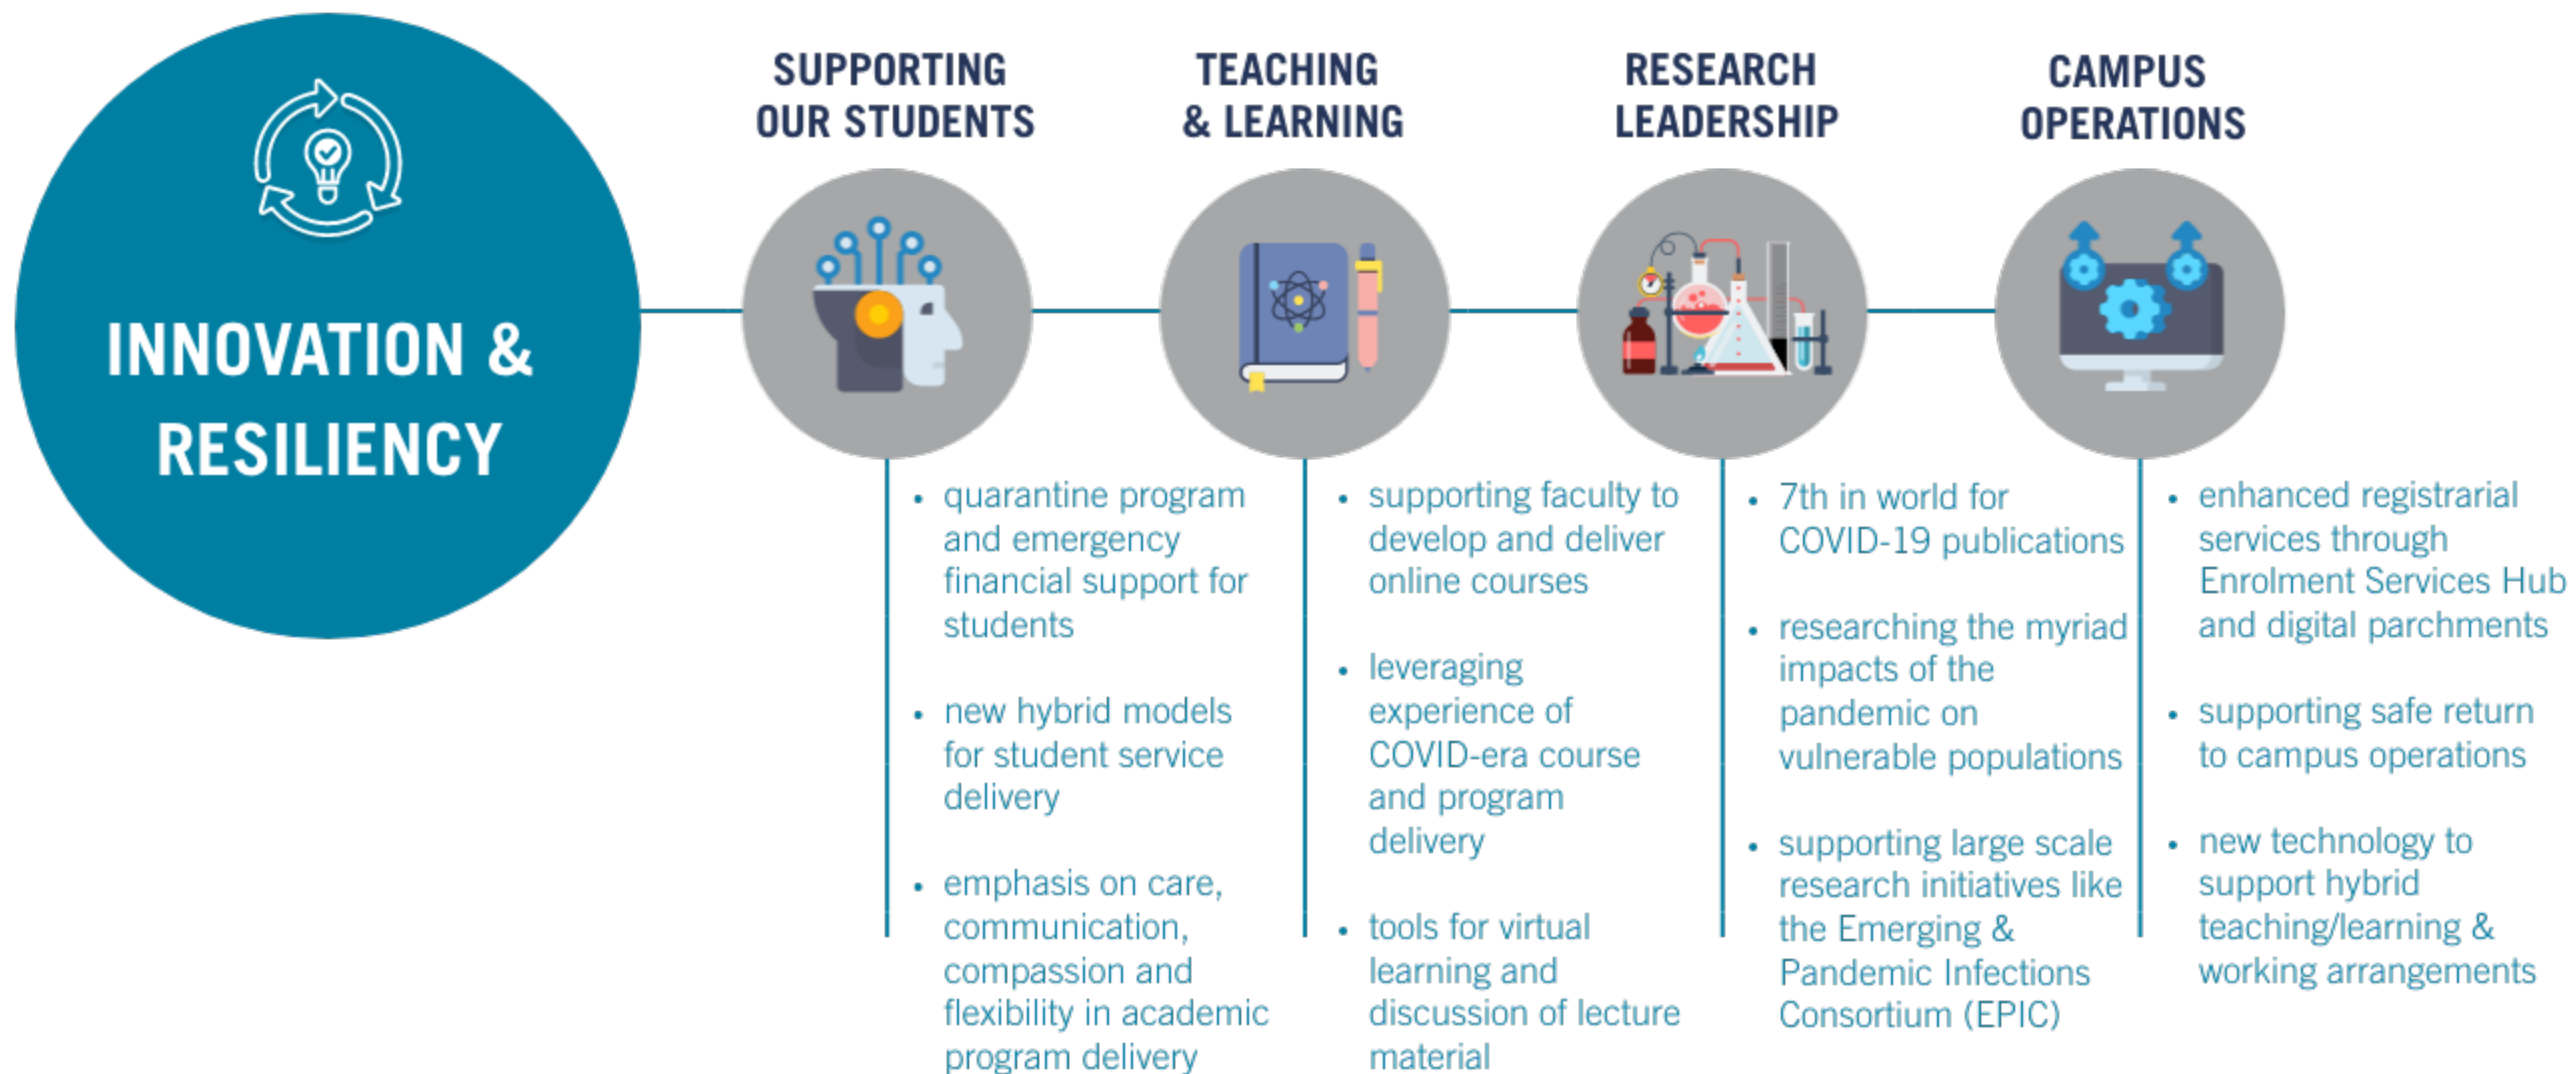 INNOVATION &
RESILIENCY
SUPPORTING
OUR STUDENTS
• quarantine program
and emergency
financial support for
students
• new hybrid models
for student service
delivery
• emphasis on care,
communication,
compassion and
flexibility in academic
program delivery
TEACHING
& LEARNING
• supporting faculty to
develop and deliver
online courses
• leveraging
experience of
COVID-era course
and program
delivery
• tools for virtual
learning and
discussion of lecture
material
RESEARCH
LEADERSHIP
• 7th in world for
COVID-19 publications
• researching the myriad
impacts of the
pandemic on
vulnerable populations
• supporting large scale
research initiatives like
the Emerging &
Pandemic Infections
Consortium (EPIC)
CAMPUS
OPERATIONS
• enhanced registrarial
services through
Enrolment Services Hub
and digital parchments
• supporting safe return
to campus operations
• new technology to
support hybrid
teaching/learning &
working arrangements